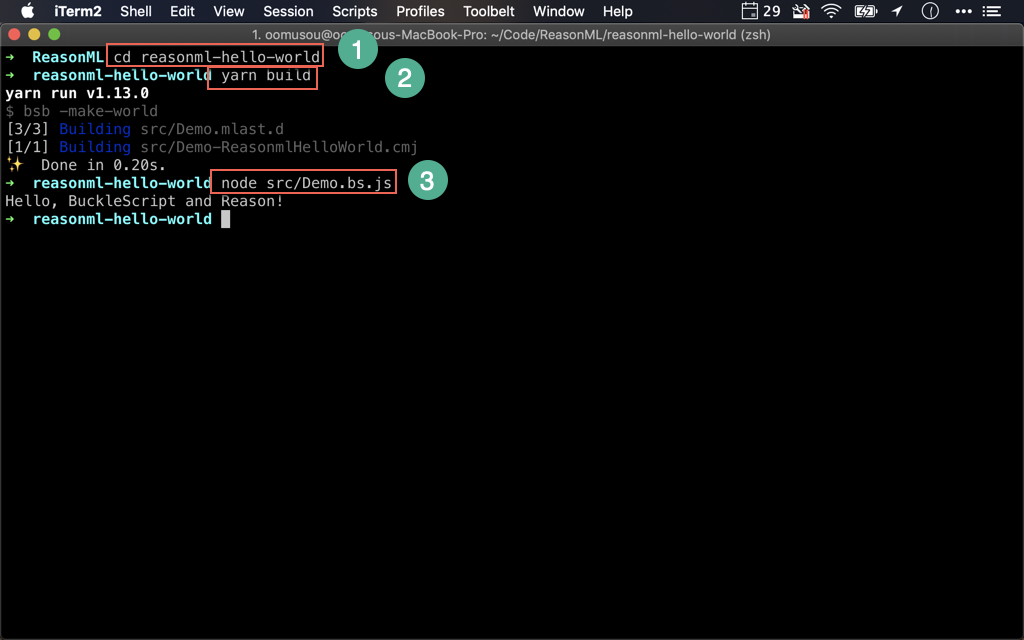 iTerm2 Shell Edit View Session Scripts Profiles Toolbelt Window Help 29
1. oomusou@oomusous-MacBook-Pro: ~/Code/ReasonML/reasonml-hello-world (zsh)
➜ ReasonML cd reasonml-hello-world 1
➜ reasonml-hello-world yarn build 2
yarn run v1.13.0
$ bsb -make-world
[3/3] Building src/Demo.mlast.d
[1/1] Building src/Demo-ReasonmlHelloWorld.cmj
✨ Done in 0.20s.
➜ reasonml-hello-world node src/Demo.bs.js 3
Hello, BuckleScript and Reason!
➜ reasonml-hello-world